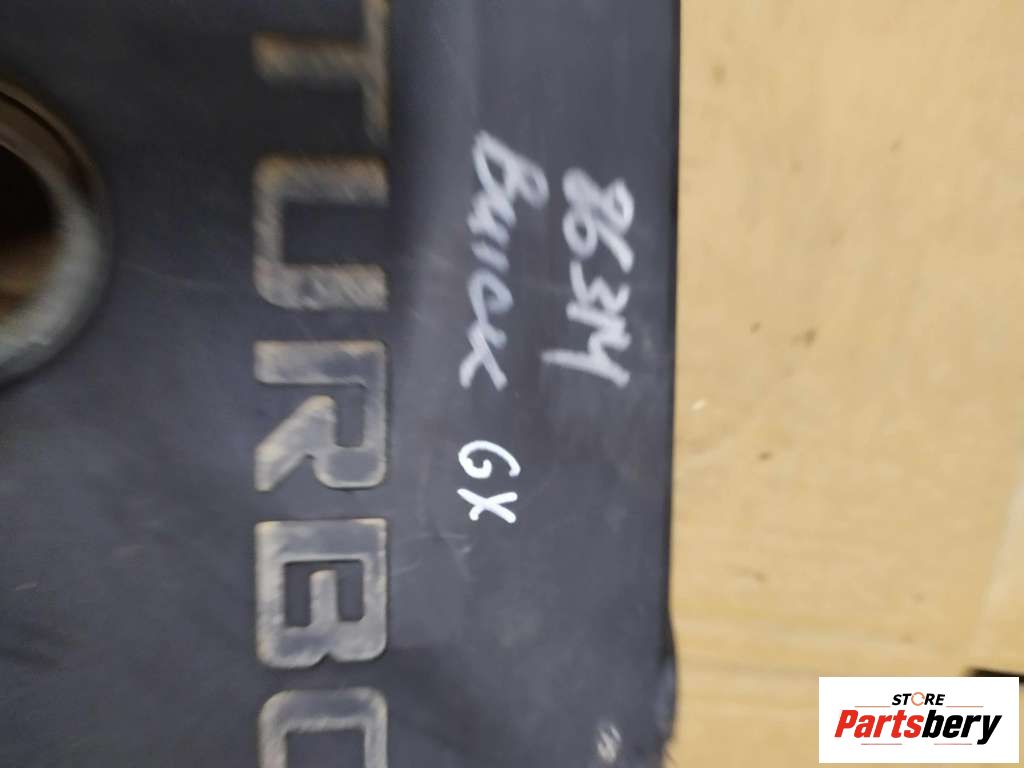 TURBO
86314
Buick GX
STORE
Partsbery